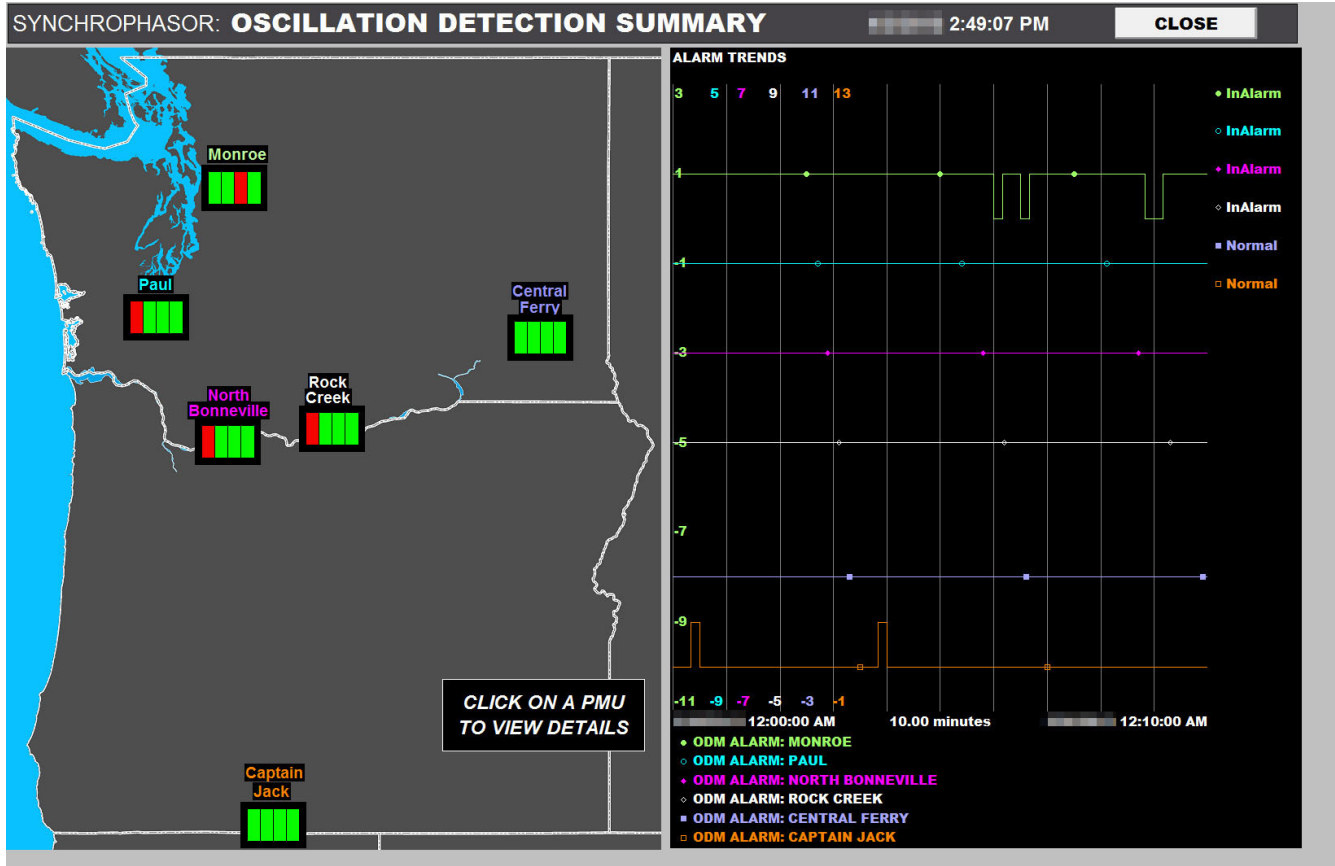 SYNCHROPHASOR: OSCILLATION DETECTION SUMMARY 2:49:07 PM CLOSE
Monroe
Paul
Central
Ferry
Rock
Creek
North
Bonneville
CLICK ON A PMU
TO VIEW DETAILS
Captain
Jack
ALARM TRENDS
3 5 7 9 11 13
InAlarm
InAlarm
InAlarm
InAlarm
Normal
Normal
1
-1
-3
-5
-7
-9
-11 -9 -7 -5 -3 -1
12:00:00 AM 10.00 minutes 12:10:00 AM
ODM ALARM: MONROE
ODM ALARM: PAUL
ODM ALARM: NORTH BONNEVILLE
ODM ALARM: ROCK CREEK
ODM ALARM: CENTRAL FERRY
ODM ALARM: CAPTAIN JACK